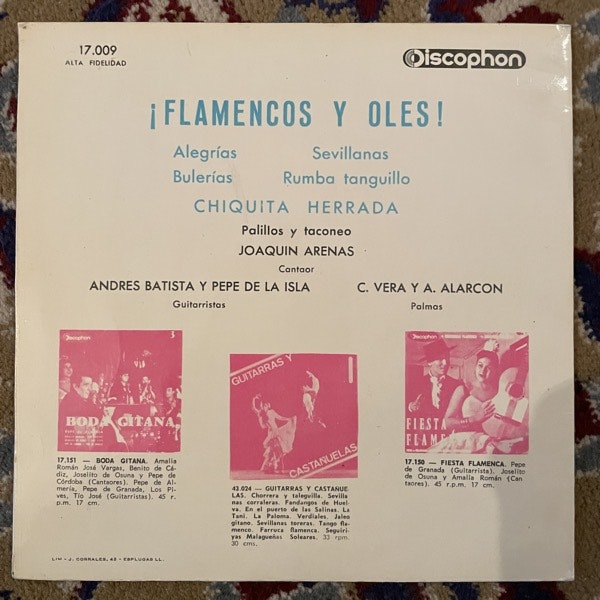 17.009
ALTA FIDELIDAD
Discophon
¡FLAMENCOS Y OLES!
Alegrías Sevillanas
Bulerías Rumba tanguillo
CHIQUITA HERRADA
Palillos y taconeo
JOAQUIN ARENAS
Cantaor
ANDRES BATISTA Y PEPE DE LA ISLA
Guitarristas
C. VERA Y A. ALARCON
Palmas
Discophon
3
BODA GITANA
17.151 — BODA GITANA. Amalia
Román José Vargas, Benito de Cá-
diz, Joselito de Osuna y Pepe de
Córdoba (Cantaores). Pepe de Al-
mería, Pepe de Granada, Los Pi-
ves, Tío José (Guitarristas). 45 r.
p.m. 17 cm.
GUITARRAS Y
CASTAÑUELAS
43.024 — GUITARRAS Y CASTAÑUE-
LAS. Chorrera y teleguilla. Sevilla
nas corraleras. Fandangos de Huel-
va. En el puerto de las Salinas. La
Tani. La Paloma. Verdiales. Jaleo
gitano. Sevillanas toreras. Tango fla-
menco. Farruca flamenca. Seguiri-
yas Malagueñas Soleares. 33 rpm.
30 cms.
Discophon
FIESTA
FLAME
17.150 — FIESTA FLAMENCA. Pepe
de Granada (Guitarrista). Joselito
de Osuna y Amalia Román (Can
taores). 45 r.p.m. 17 cm.
LIT - J. CORRALES, 42 - ESPLUGAS LL.